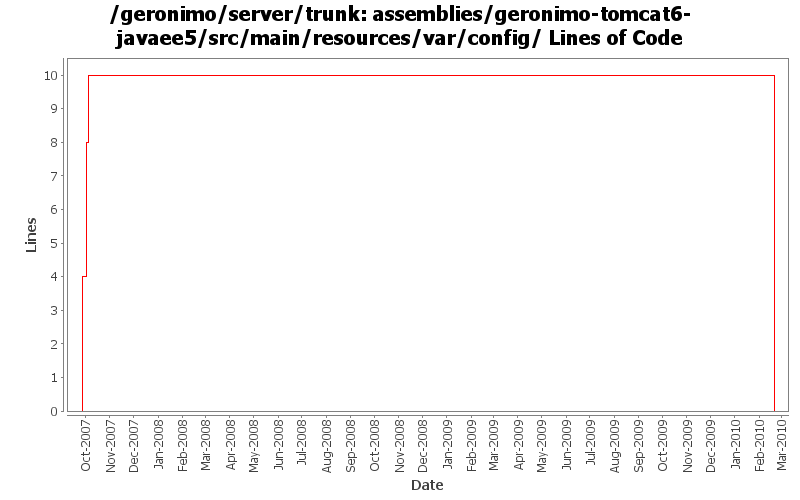 /geronimo/server/trunk: assemblies/geronimo-tomcat6-
javaee5/src/main/resources/var/config/ Lines of Code
10
9
8
7
6
5
4
3
2
1
0
Lines
Oct-2007
Nov-2007
Dec-2007
Jan-2008
Feb-2008
Mar-2008
Apr-2008
May-2008
Jun-2008
Jul-2008
Aug-2008
Sep-2008
Oct-2008
Nov-2008
Dec-2008
Jan-2009
Feb-2009
Mar-2009
Apr-2009
May-2009
Jun-2009
Jul-2009
Aug-2009
Sep-2009
Oct-2009
Nov-2009
Dec-2009
Jan-2010
Feb-2010
Mar-2010
Date